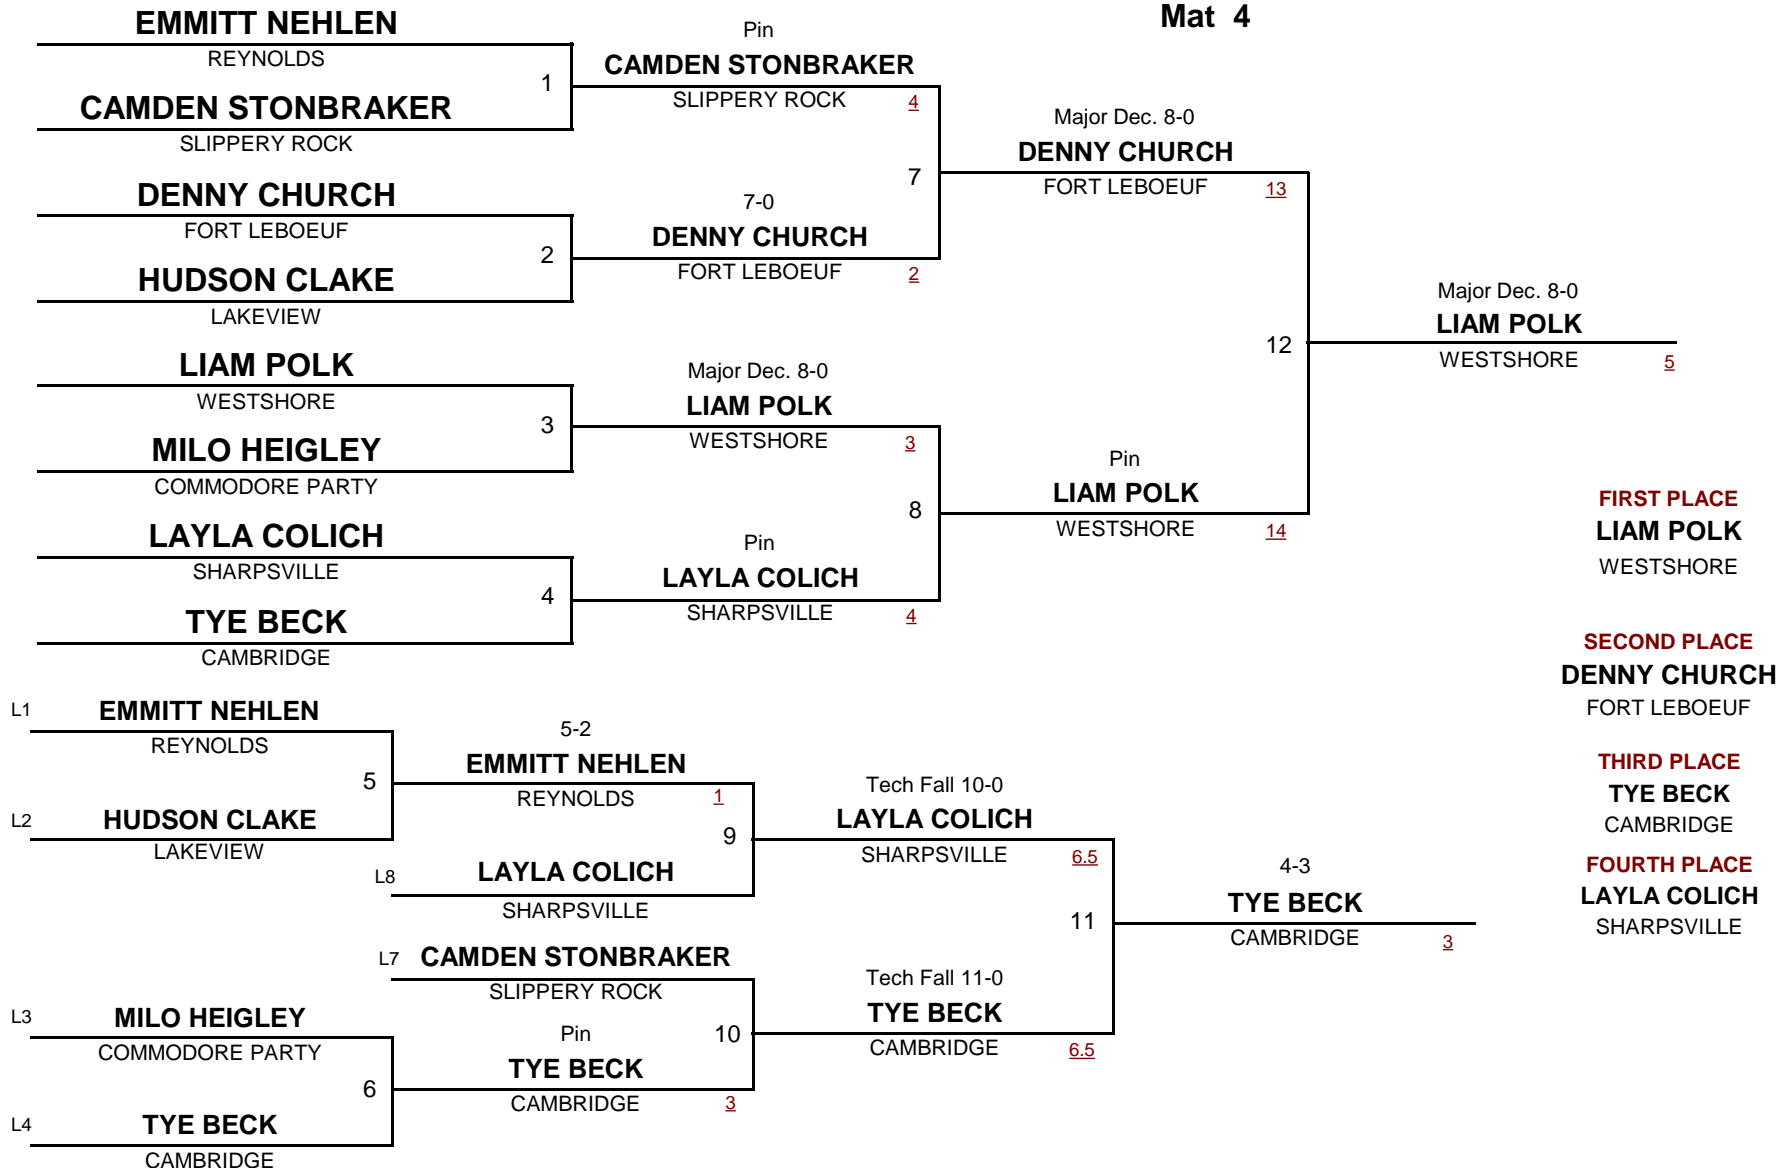 Mat 4
EMMITT NEHLEN
REYNOLDS
1
CAMDEN STONBRAKER
SLIPPERY ROCK
DENNY CHURCH
FORT LEBOEUF
2
HUDSON CLAKE
LAKEVIEW
LIAM POLK
WESTSHORE
3
MILO HEIGLEY
COMMODORE PARTY
LAYLA COLICH
SHARPSVILLE
4
TYE BECK
CAMBRIDGE
Pin
CAMDEN STONBRAKER
SLIPPERY ROCK 4
7
7-0
DENNY CHURCH
FORT LEBOEUF 2
Major Dec. 8-0
LIAM POLK
WESTSHORE 3
8
Pin
LAYLA COLICH
SHARPSVILLE 4
Major Dec. 8-0
DENNY CHURCH
FORT LEBOEUF 13
12
Pin
LIAM POLK
WESTSHORE 14
Major Dec. 8-0
LIAM POLK
WESTSHORE 5
FIRST PLACE
LIAM POLK
WESTSHORE
SECOND PLACE
DENNY CHURCH
FORT LEBOEUF
THIRD PLACE
TYE BECK
CAMBRIDGE
FOURTH PLACE
LAYLA COLICH
SHARPSVILLE
L1 EMMITT NEHLEN
REYNOLDS
5
L2 HUDSON CLAKE
LAKEVIEW
L3 MILO HEIGLEY
COMMODORE PARTY
6
L4 TYE BECK
CAMBRIDGE
5-2
EMMITT NEHLEN
REYNOLDS 1
9
L8 LAYLA COLICH
SHARPSVILLE
L7 CAMDEN STONBRAKER
SLIPPERY ROCK
10
Pin
TYE BECK
CAMBRIDGE 3
Tech Fall 10-0
LAYLA COLICH
SHARPSVILLE 6.5
11
Tech Fall 11-0
TYE BECK
CAMBRIDGE 6.5
4-3
TYE BECK
CAMBRIDGE 3